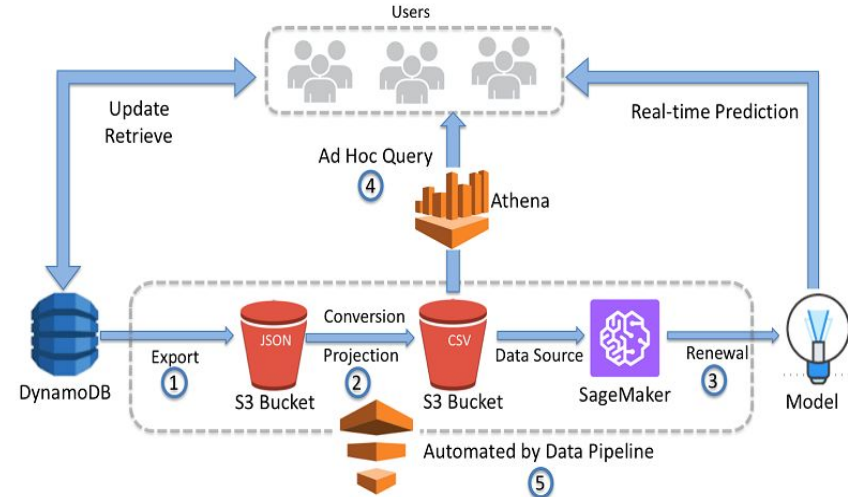 Users
Update
Retrieve
Real-time Prediction
Ad Hoc Query
4
Athena
JSON
Conversion
CSV
Export
Projection
Data Source
Renewal
1
2
3
DynamoDB
S3 Bucket
S3 Bucket
SageMaker
Model
Automated by Data Pipeline
5